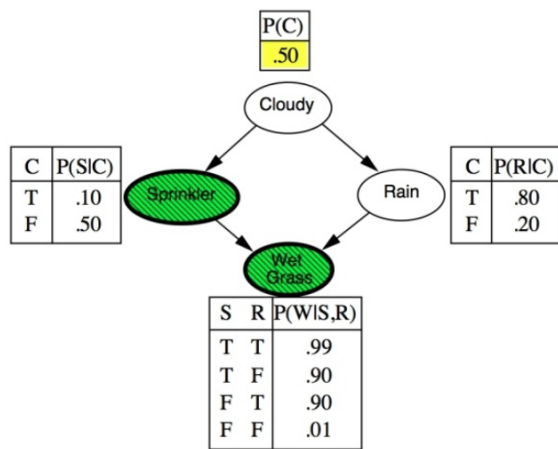 P(C)
.50
Cloudy
C P(S|C)
T .10
F .50
Sprinkler
Rain
C P(R|C)
T .80
F .20
Wet
Grass
S R P(W|S,R)
T T .99
T F .90
F T .90
F F .01